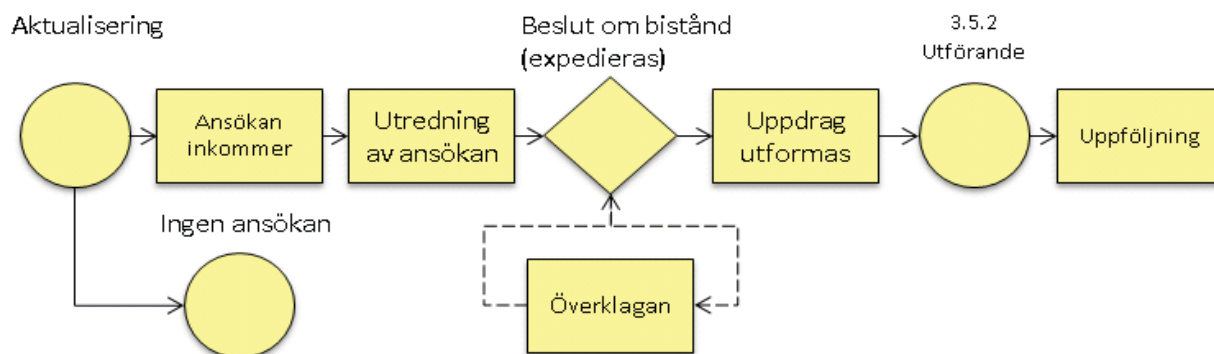 Aktualisering
Beslut om bistånd
(expedieras)
3.5.2
Utförande
Ansökan
inkommer
Utredning
av ansökan
Uppdrag
utformas
Uppföljning
Ingen ansökan
Överklagan